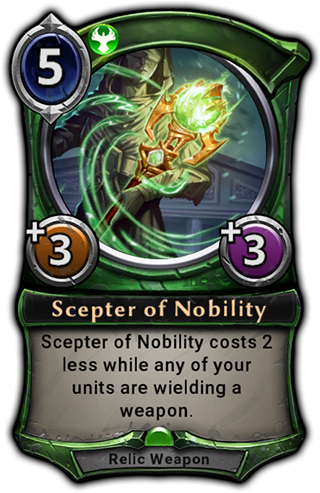 5
+3
+3
Scepter of Nobility
Scepter of Nobility costs 2
less while any of your
units are wielding a
weapon.
Relic Weapon